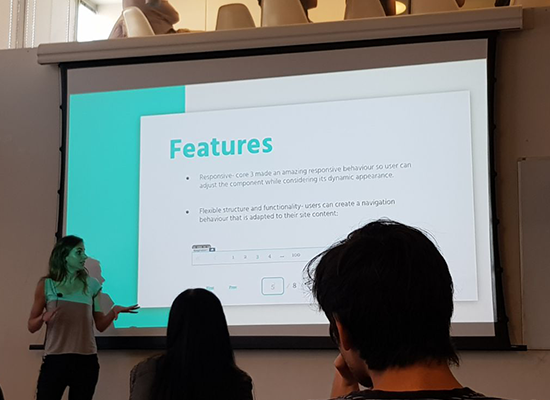 Features
Responsive- core 3 made an amazing responsive behaviour so user can
adjust the component while considering its dynamic appearance.
Flexible structure and functionality- users can create a navigation
behaviour that is adapted to their site content;
1 2 3 4 ...
5 / 8